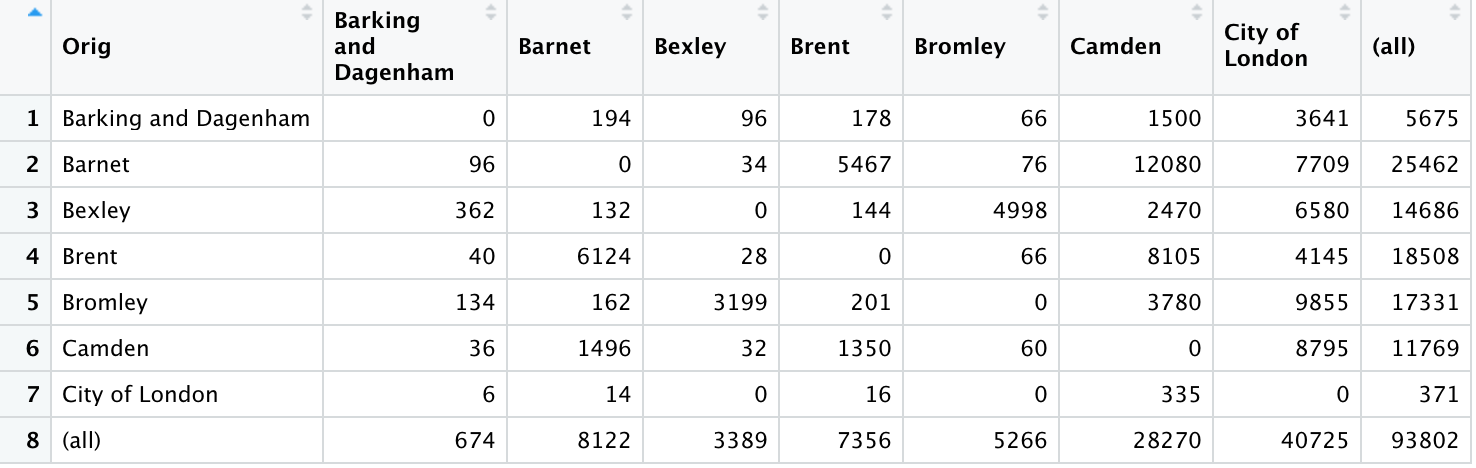 Orig Barking and Dagenham Barnet Bexley Brent Bromley Camden City of London (all)
1 Barking and Dagenham 0 194 96 178 66 1500 3641 5675
2 Barnet 96 0 34 5467 76 12080 7709 25462
3 Bexley 362 132 0 144 4998 2470 6580 14686
4 Brent 40 6124 28 0 66 8105 4145 18508
5 Bromley 134 162 3199 201 0 3780 9855 17331
6 Camden 36 1496 32 1350 60 0 8795 11769
7 City of London 6 14 0 16 0 335 0 371
8 (all) 674 8122 3389 7356 5266 28270 40725 93802